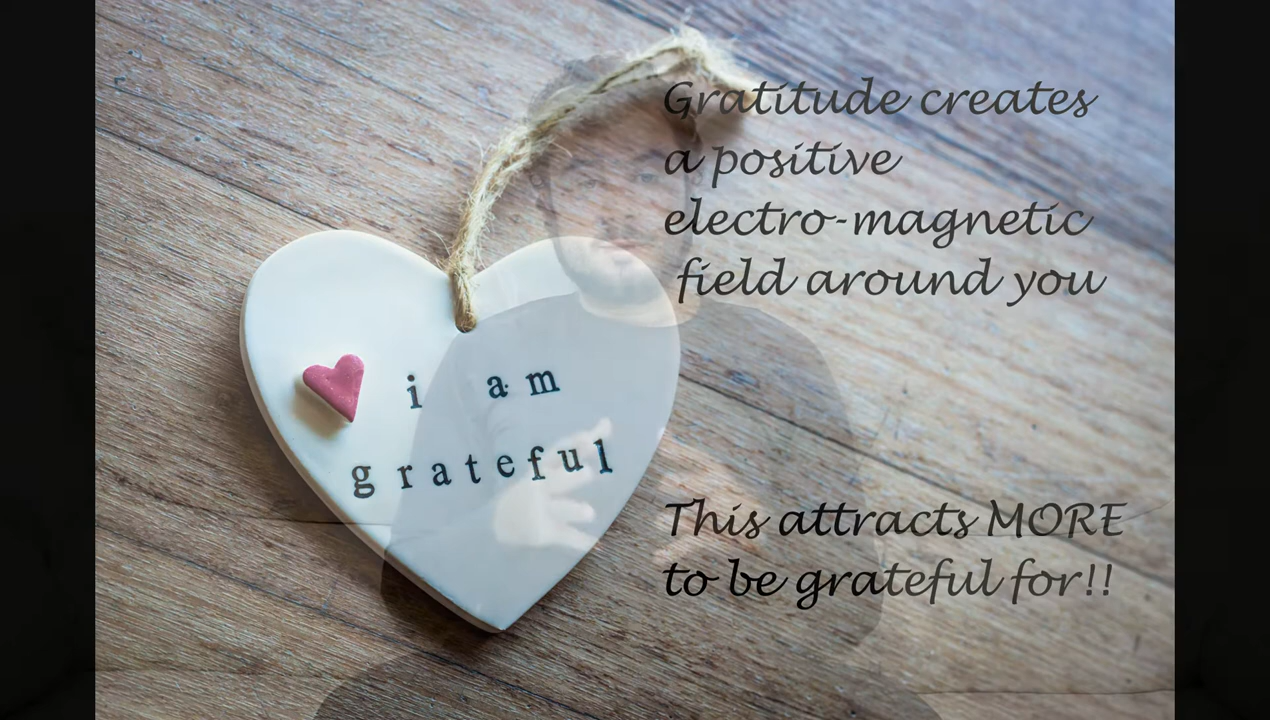 i am
grateful
Gratitude creates
a positive
electro-magnetic
field around you
This attracts MORE
to be grateful for!!